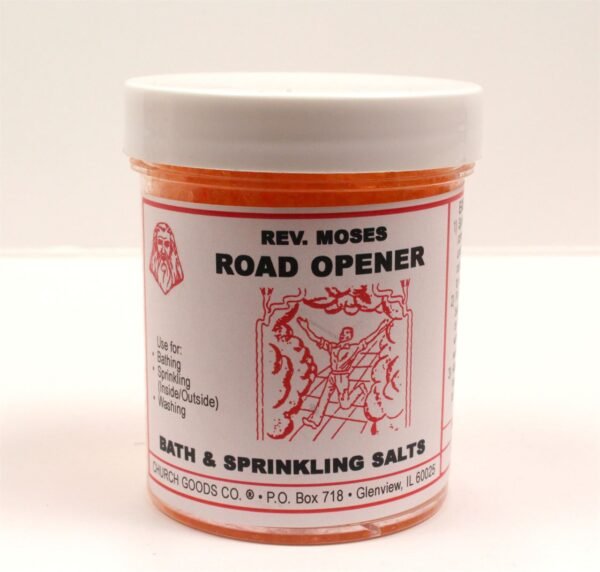 REV. MOSES
ROAD OPENER
Use for:
• Bathing
• Sprinkling
(Inside/Outside)
• Washing
BATH & SPRINKLING SALTS
CHURCH GOODS CO. ® • P.O. Box 718 • Glenview, IL 60025